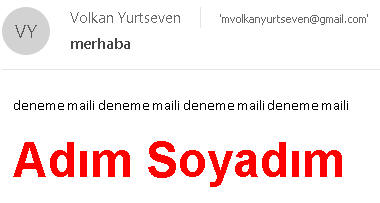 VY
Volkan Yurtseven 'mvolkanyurtseven@gmail.com'
merhaba
deneme maili deneme maili deneme maili deneme maili
Adım Soyadım